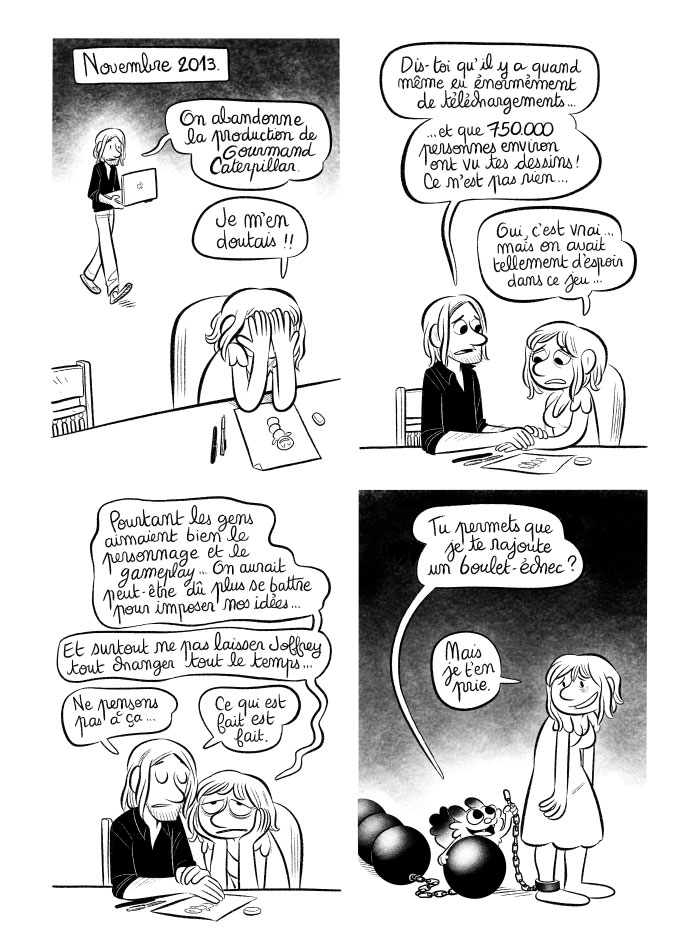 Novembre 2013.
On abandonne
la production de
Gourmand
Caterpillar.
Je m'en
doutais !!
Dis-toi qu'il y a quand
même eu énormément
de téléchargements...
...et que 750.000
personnes environ
ont vu tes dessins !
Ce n'est pas rien...
Oui, c'est vrai...
mais on avait
tellement d'espoir
dans ce jeu...
Pourtant les gens
aimaient bien le
personnage et le
gameplay... On aurait
peut-être dû plus se battre
pour imposer nos idées...
Et surtout ne pas laisser Joffrey
tout changer tout le temps...
Ne pensons
pas à ça...
Ce qui est
fait est
fait.
Tu permets que
je te rajoute
un boulet-échec ?
Mais
je t'en
prie.